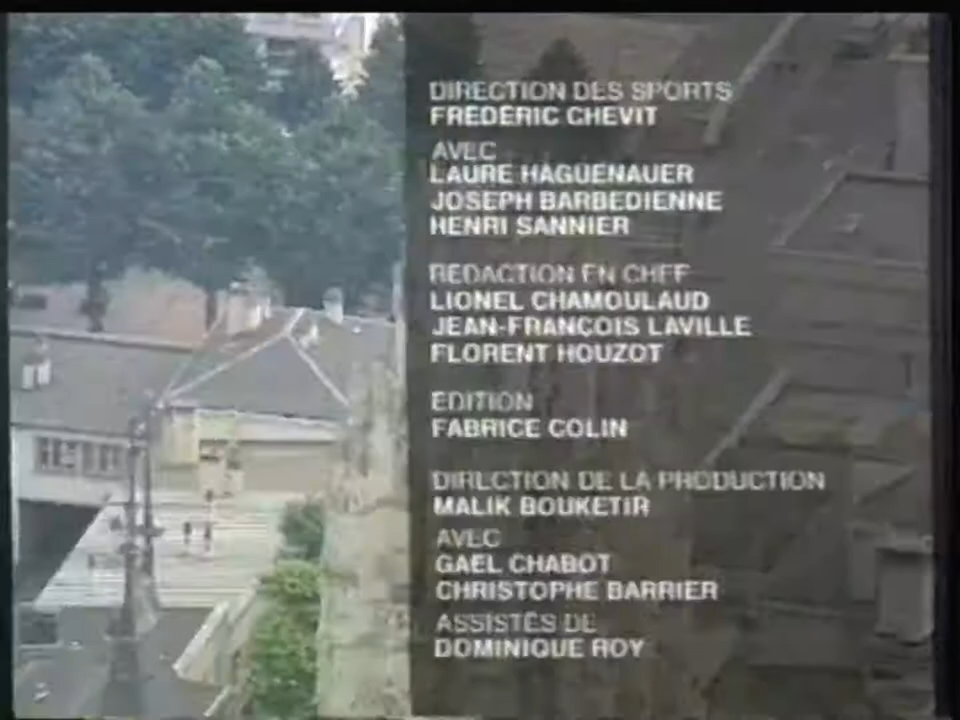 DIRECTION DES SPORTS
FRÉDÉRIC CHEVIT
AVEC
LAURE HAGUENAUER
JOSEPH BARBEDIENNE
HENRI SANNIER
RÉDACTION EN CHEF
LIONEL CHAMOULAUD
JEAN-FRANÇOIS LAVILLE
FLORENT HOUZOT
EDITION
FABRICE COLIN
DIRECTION DE LA PRODUCTION
MALIK BOUKETIR
AVEC
GAEL CHABOT
CHRISTOPHE BARRIER
ASSISTÉS DE
DOMINIQUE ROY